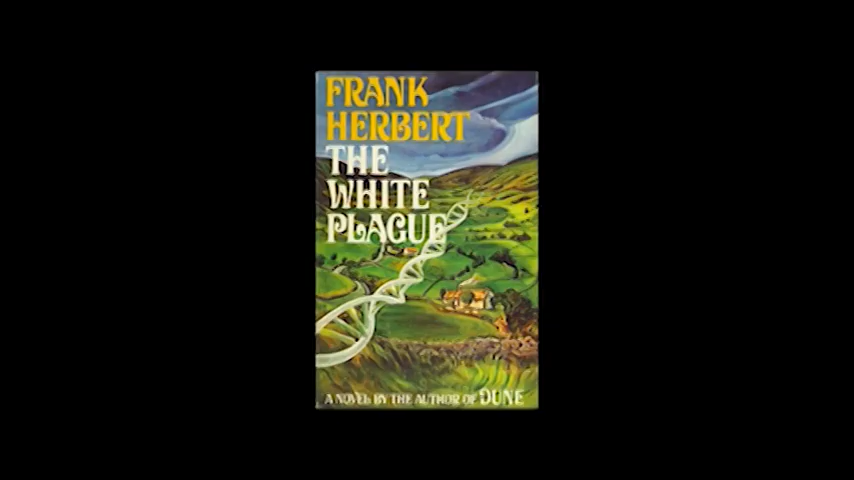 FRANK
HERBERT
THE
WHITE
PLAGUE
A NOVEL BY THE AUTHOR OF DUNE